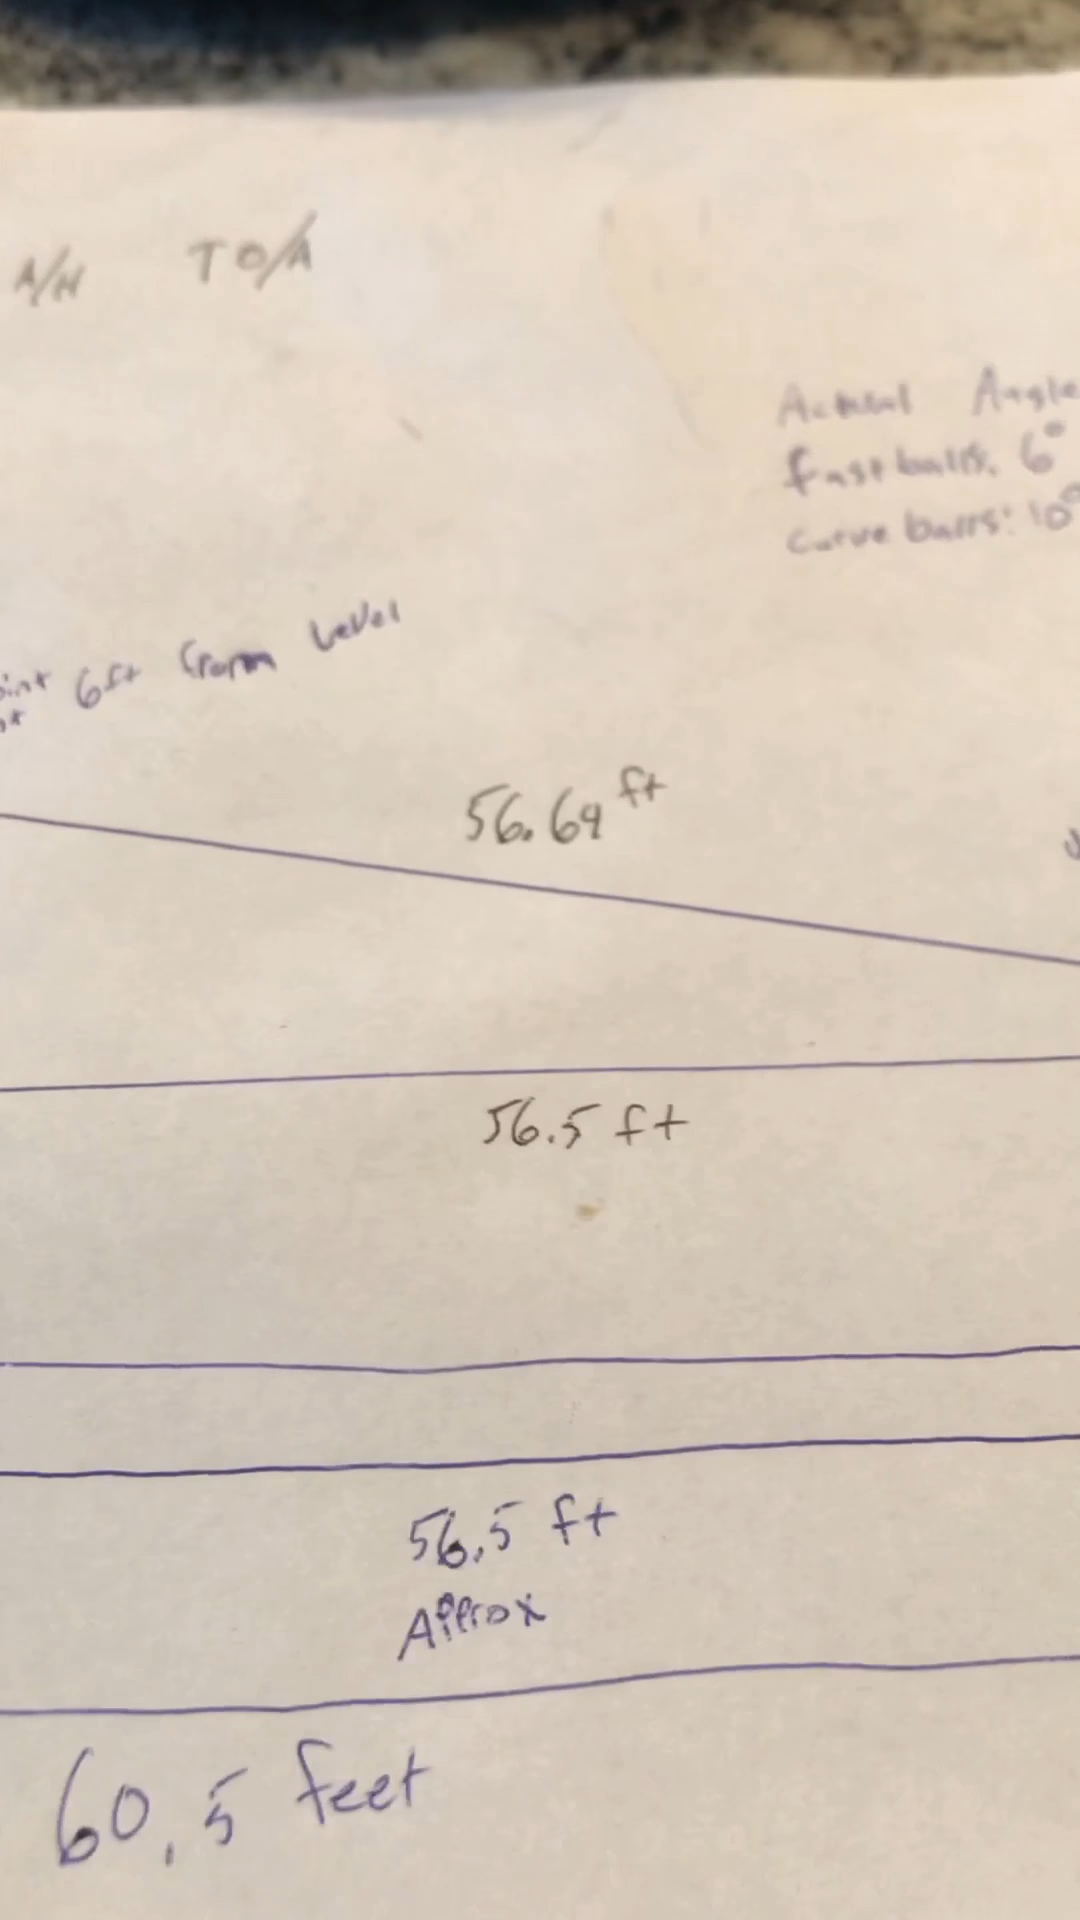 A/H TO/A
Actual Angle
fastballs. 6°
curve balls: 10°
6ft from Level
56.64 ft
56.5 ft
56.5 ft
Approx
60.5 feet